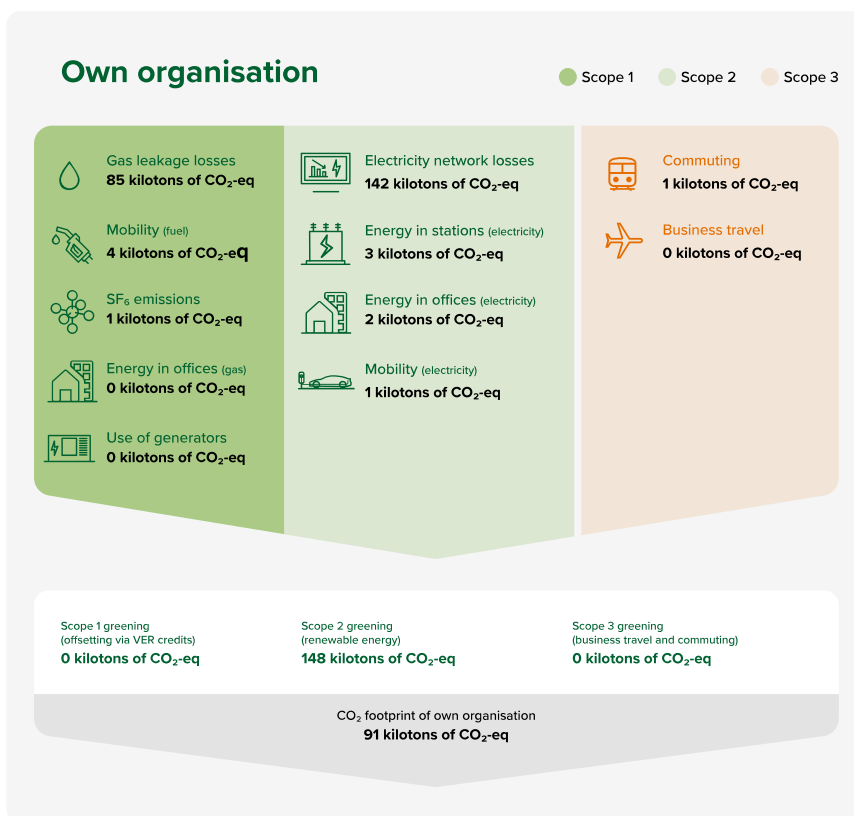 Own organisation
Scope 1
Scope 2
Scope 3
Gas leakage losses
85 kilotons of CO₂-eq
Mobility (fuel)
4 kilotons of CO₂-eq
SF₆ emissions
1 kilotons of CO₂-eq
Energy in offices (gas)
0 kilotons of CO₂-eq
Use of generators
0 kilotons of CO₂-eq
Electricity network losses
142 kilotons of CO₂-eq
Energy in stations (electricity)
3 kilotons of CO₂-eq
Energy in offices (electricity)
2 kilotons of CO₂-eq
Mobility (electricity)
1 kilotons of CO₂-eq
Commuting
1 kilotons of CO₂-eq
Business travel
0 kilotons of CO₂-eq
Scope 1 greening
(offsetting via VER credits)
0 kilotons of CO₂-eq
Scope 2 greening
(renewable energy)
148 kilotons of CO₂-eq
Scope 3 greening
(business travel and commuting)
0 kilotons of CO₂-eq
CO₂ footprint of own organisation
91 kilotons of CO₂-eq